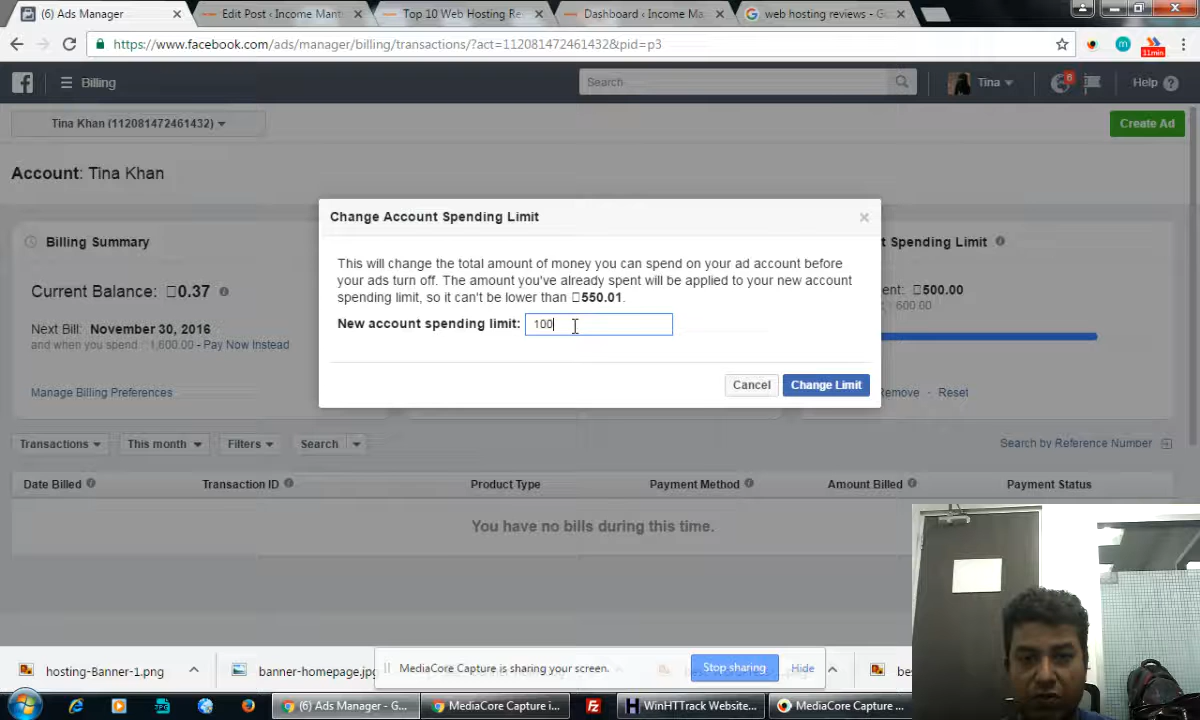 (6) Ads Manager
Edit Post ‹ Income Mant
Top 10 Web Hosting Re
Dashboard ‹ Income Ma
web hosting reviews - Go
https://www.facebook.com/ads/manager/billing/transactions/?act=112081472461432&pid=p3
11min
Billing
Search
Tina
6
Help
Tina Khan (112081472461432)
Create Ad
Account: Tina Khan
Change Account Spending Limit
This will change the total amount of money you can spend on your ad account before
your ads turn off. The amount you've already spent will be applied to your new account
spending limit, so it can't be lower than 550.01.
New account spending limit: 100
Cancel
Change Limit
Billing Summary
Current Balance: 0.37
Next Bill: November 30, 2016
and when you spend 1,600.00 - Pay Now Instead
Manage Billing Preferences
t Spending Limit
500.00
600.00
Remove · Reset
Transactions
This month
Filters
Search
Search by Reference Number
Date Billed
Transaction ID
Product Type
Payment Method
Amount Billed
Payment Status
You have no bills during this time.
hosting-Banner-1.png
banner-homepage.jpg
MediaCore Capture is sharing your screen.
Stop sharing
Hide
(6) Ads Manager - G...
MediaCore Capture i...
WinHTTrack Website...
MediaCore Capture ...